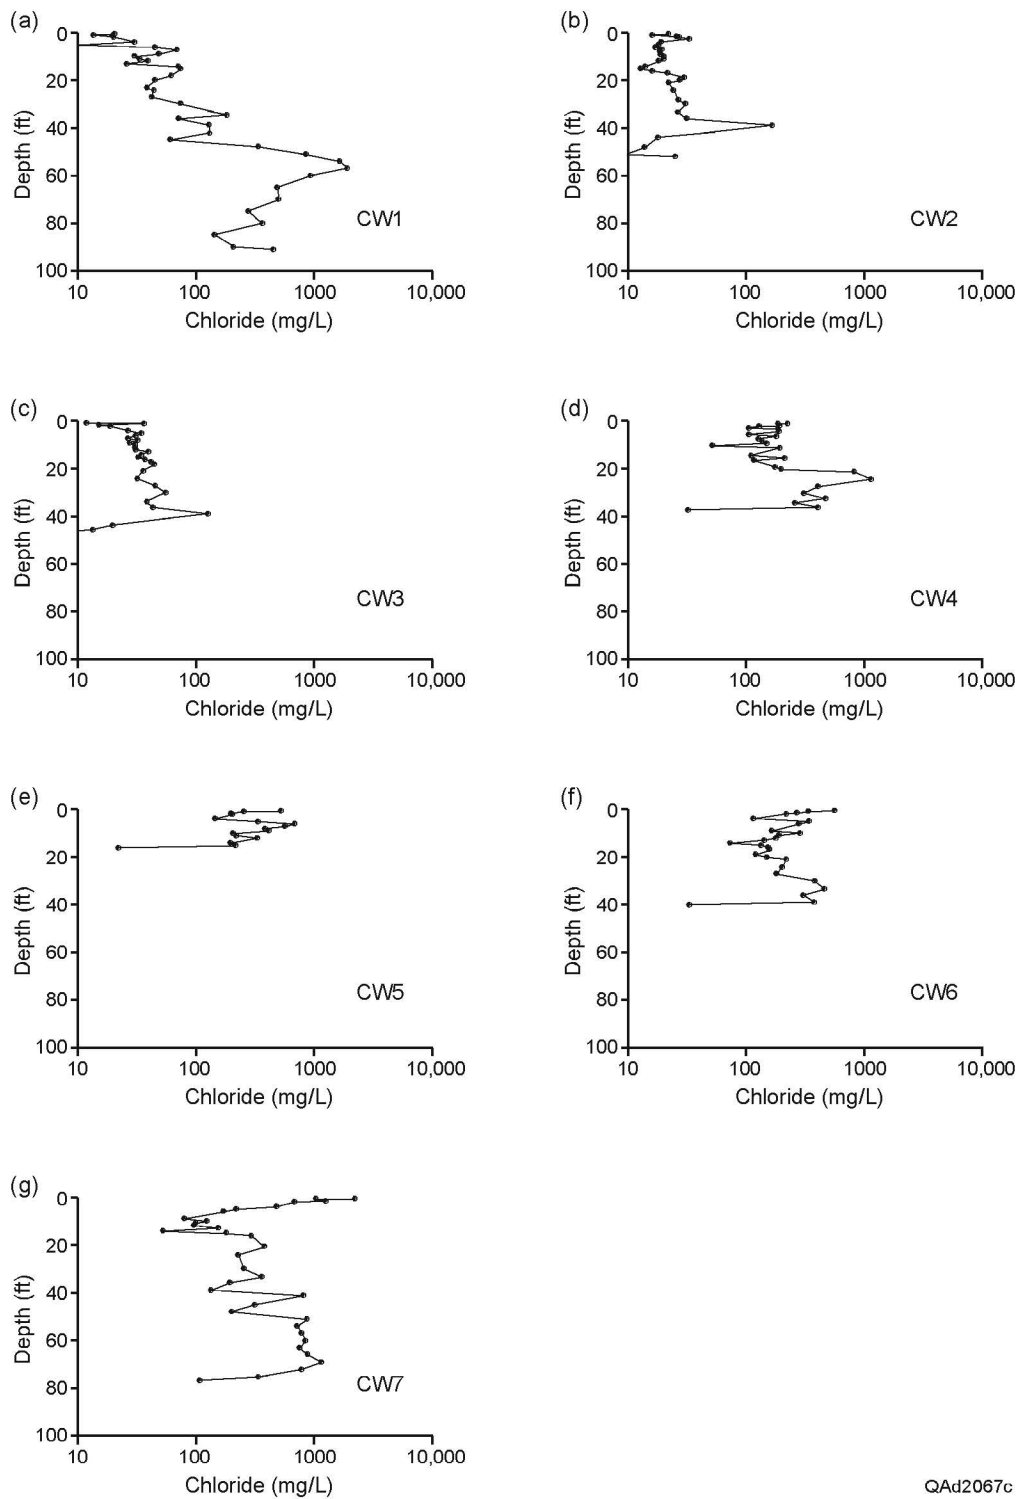 (a)
0
20
40
60
80
100
Depth (ft)
CW1
10 100 1000 10,000
Chloride (mg/L)
(b)
0
20
40
60
80
100
Depth (ft)
CW2
10 100 1000 10,000
Chloride (mg/L)
(c)
0
20
40
60
80
100
Depth (ft)
CW3
10 100 1000 10,000
Chloride (mg/L)
(d)
0
20
40
60
80
100
Depth (ft)
CW4
10 100 1000 10,000
Chloride (mg/L)
(e)
0
20
40
60
80
100
Depth (ft)
CW5
10 100 1000 10,000
Chloride (mg/L)
(f)
0
20
40
60
80
100
Depth (ft)
CW6
10 100 1000 10,000
Chloride (mg/L)
(g)
0
20
40
60
80
100
Depth (ft)
CW7
10 100 1000 10,000
Chloride (mg/L)
QAd2067c